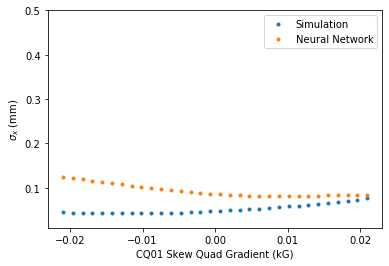 0.5
0.4
0.3
0.2
0.1
σx (mm)
Simulation
Neural Network
−0.02 −0.01 0.00 0.01 0.02
CQ01 Skew Quad Gradient (kG)